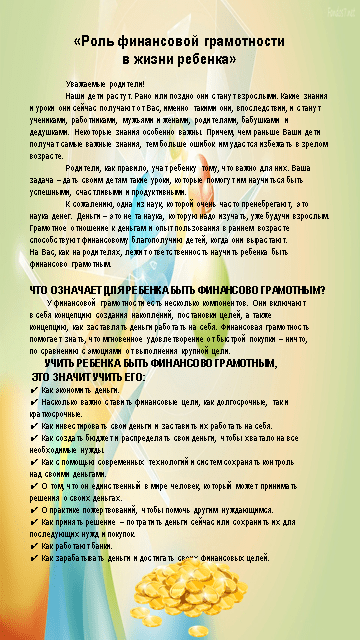 «Роль финансовой грамотности
в жизни ребенка»
Уважаемые родители!
Наши дети растут. Рано или поздно они станут взрослыми. Какие знания
и уроки они сейчас получают от Вас, именно такими они, впоследствии, и станут
учениками, работниками, мужьями и женами, родителями, бабушками и
дедушками. Некоторые знания особенно важны. Причем, чем раньше Ваши дети
получат самые важные знания, тем больше ошибок им удастся избежать в зрелом
возрасте.
Родители, как правило, учат ребенку тому, что важно для них. Ваша
задача – дать своим детям такие уроки, которые помогут им научиться быть
успешными, счастливыми и продуктивными.
К сожалению, одна из наук, которой очень часто пренебрегают, это
наука денег. Деньги – это не та наука, которую надо изучать, уже будучи взрослым.
Грамотное отношение к деньгам и опыт пользования в раннем возрасте
способствуют финансовому благополучию детей, когда они вырастают.
На Вас, как на родителях, лежит ответственность научить ребенка быть
финансово грамотным.
ЧТО ОЗНАЧАЕТ ДЛЯ РЕБЕНКА БЫТЬ ФИНАНСОВО ГРАМОТНЫМ?
У финансовой грамотности есть несколько компонентов. Они включают
в себя концепцию создания накоплений, постановки целей, а также
концепцию, как заставлять деньги работать на себя. Финансовая грамотность
помогает знать, что мгновенное удовлетворение от быстрой покупки – ничто,
по сравнению с эмоциями от выполнения крупной цели.
УЧИТЬ РЕБЕНКА БЫТЬ ФИНАНСОВО ГРАМОТНЫМ,
ЭТО ЗНАЧИТ УЧИТЬ ЕГО:
✔ Как экономить деньги.
✔ Насколько важно ставить финансовые цели, как долгосрочные, так и
краткосрочные.
✔ Как инвестировать свои деньги и заставить их работать на себя.
✔ Как создать бюджет и распределять свои деньги, чтобы хватало на все
необходимые нужды.
✔ Как с помощью современных технологий и систем сохранять контроль
над своими деньгами.
✔ О том, что он единственный в мире человек, который может принимать
решения о своих деньгах.
✔ О практике пожертвований, чтобы помочь другим нуждающимся.
✔ Как принять решение – потратить деньги сейчас или сохранить их для
последующих нужд и покупок.
✔ Как работают банки.
✔ Как зарабатывать деньги и достигать своих финансовых целей.